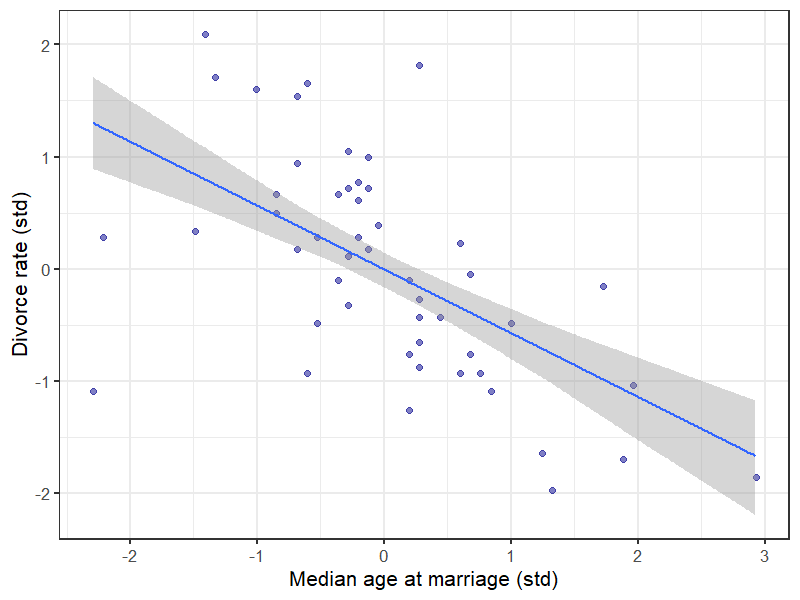 2
1
0
-1
-2
Divorce rate (std)
-2 -1 0 1 2 3
Median age at marriage (std)